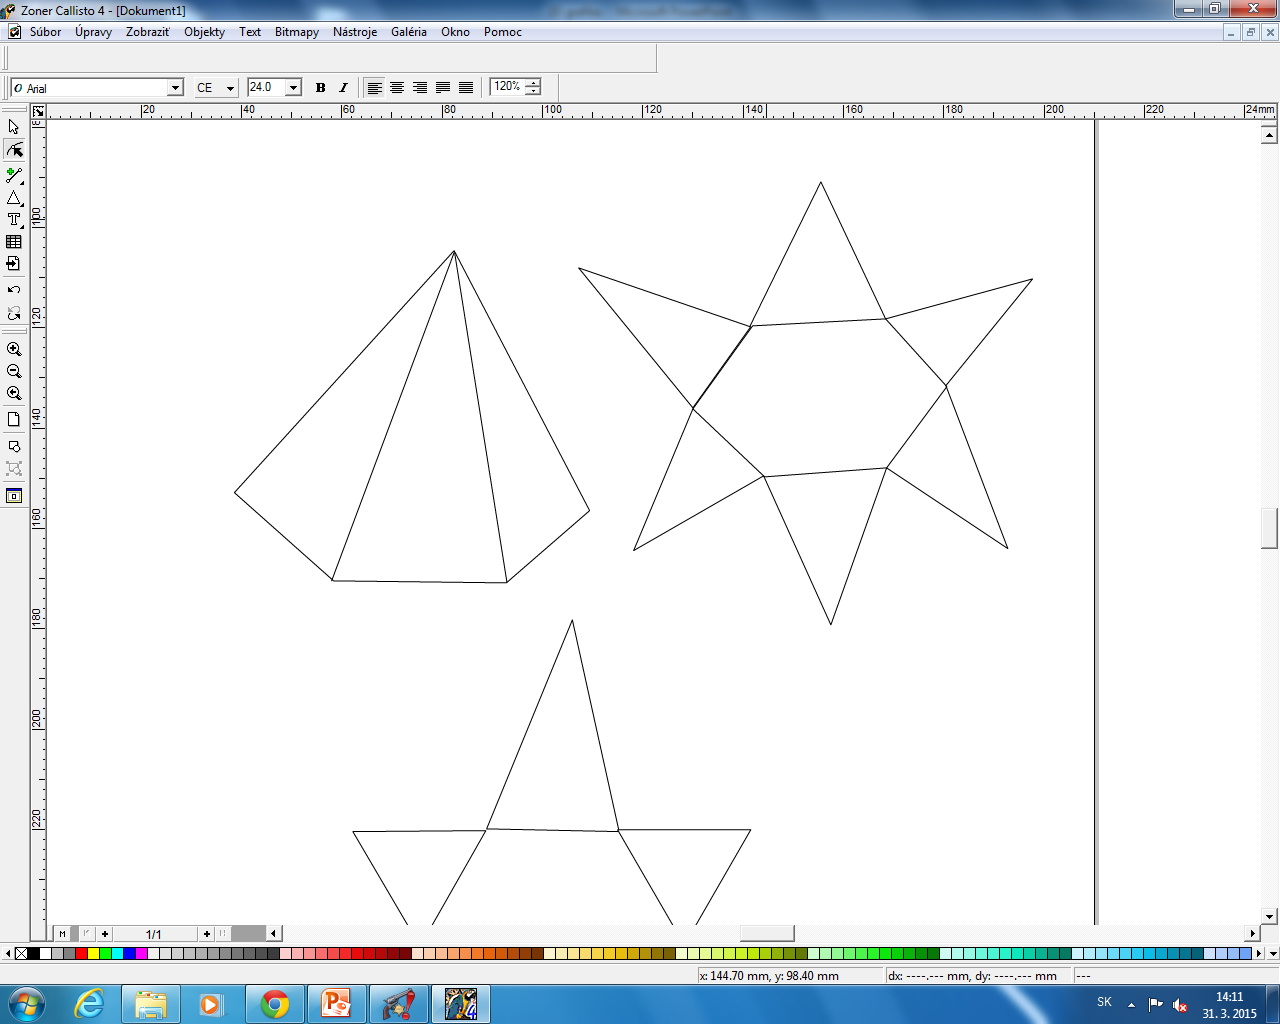 Zoner Callisto 4 - [Dokument1]
Súbor Úpravy Zobraziť Objekty Text Bitmapy Nástroje Galéria Okno Pomoc
O Arial CE 24.0 B I 120%
20 40 60 80 100 120 140 160 180 200 220 24mm
100
120
140
160
180
200
220
M 1/1
x: 144.70 mm, y: 98.40 mm dx: ----.--- mm, dy: ----.--- mm ---
SK 14:11
31. 3. 2015